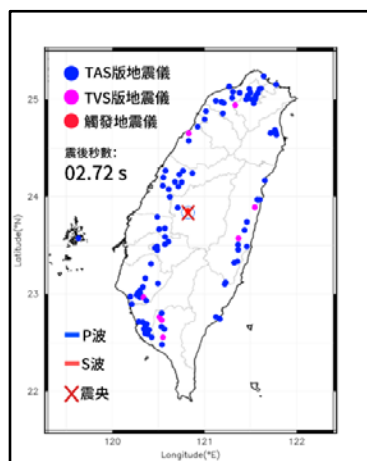 TAS版地震儀
TVS版地震儀
觸發地震儀
震後秒數:
02.72 s
25
24
23
22
Latitude(°N)
P波
S波
震央
120
121
122
Longitude(°E)